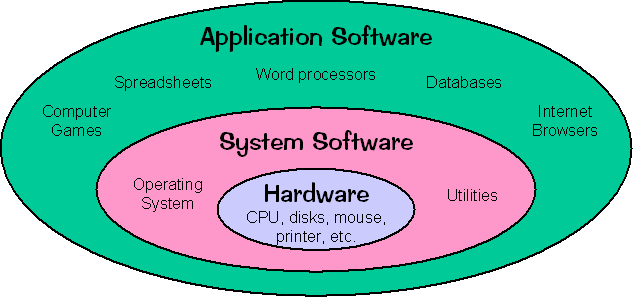 Application Software
Spreadsheets
Word processors
Databases
Computer
Games
Internet
Browsers
System Software
Operating
System
Utilities
Hardware
CPU, disks, mouse,
printer, etc.